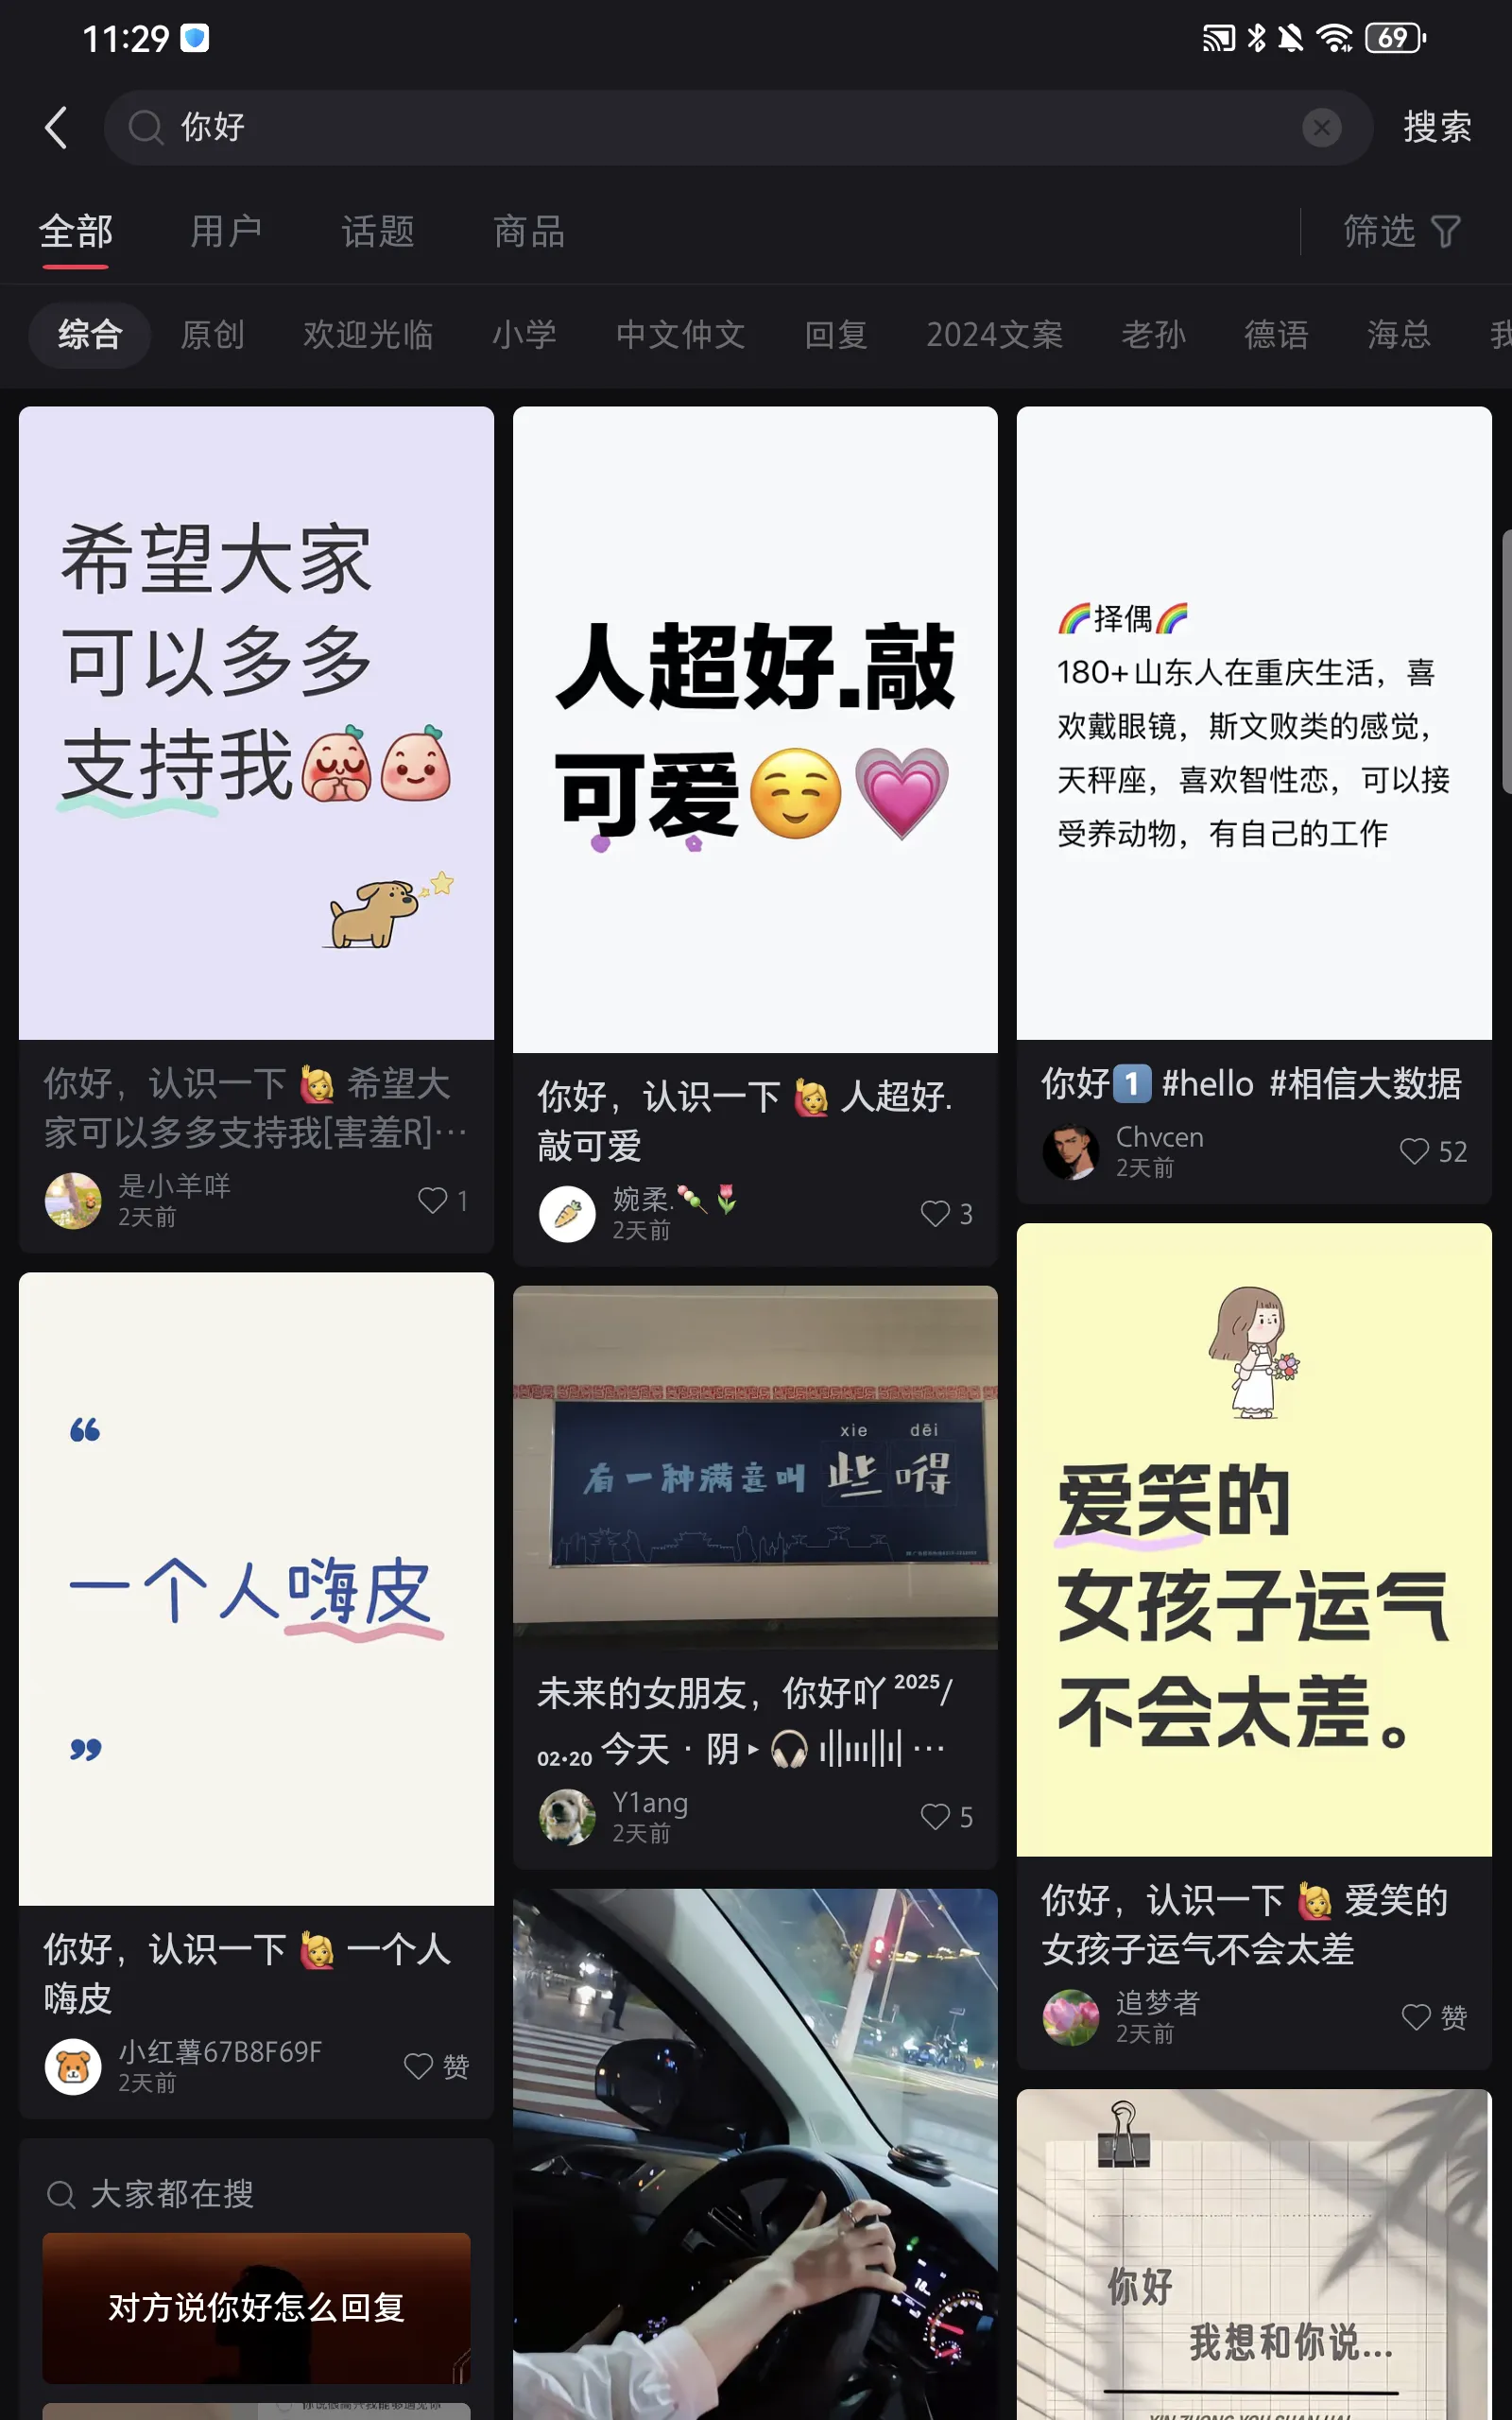 11:29
69
你好
搜索
全部
用户
话题
商品
筛选
综合
原创
欢迎光临
小学
中文仲文
回复
2024文案
老孙
德语
海总
希望大家
可以多多
支持我
你好，认识一下🙋 希望大
家可以多多支持我[害羞R]…
是小羊咩
2天前
1
人超好.敲
可爱☺️💗
你好，认识一下🙋 人超好.
敲可爱
婉柔.🍡🌷
2天前
3
🌈择偶🌈
180+山东人在重庆生活，喜
欢戴眼镜，斯文败类的感觉，
天秤座，喜欢智性恋，可以接
受养动物，有自己的工作
你好1️⃣ #hello #相信大数据
Chvcen
2天前
52
“
一个人嗨皮
”
你好，认识一下🙋 一个人
嗨皮
小红薯67B8F69F
2天前
赞
xie dēi
有一种满意叫 些嘚
未来的女朋友，你好吖 ²⁰²⁵/
02·20 今天 · 阴 ▸ 🎧 …
Y1ang
2天前
5
爱笑的
女孩子运气
不会太差。
你好，认识一下🙋 爱笑的
女孩子运气不会太差
追梦者
2天前
赞
大家都在搜
对方说你好怎么回复
你好
我想和你说...